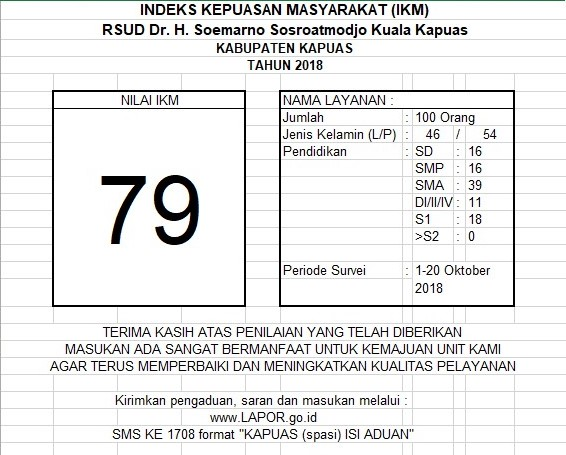 INDEKS KEPUASAN MASYARAKAT (IKM)
RSUD Dr. H. Soemarno Sosroatmodjo Kuala Kapuas
KABUPATEN KAPUAS
TAHUN 2018
NILAI IKM
79
NAMA LAYANAN :
Jumlah : 100 Orang
Jenis Kelamin (L/P) : 46 / 54
Pendidikan : SD : 16
SMP : 16
SMA : 39
DI/II/IV : 11
S1 : 18
>S2 : 0
Periode Survei : 1-20 Oktober
2018
TERIMA KASIH ATAS PENILAIAN YANG TELAH DIBERIKAN
MASUKAN ADA SANGAT BERMANFAAT UNTUK KEMAJUAN UNIT KAMI
AGAR TERUS MEMPERBAIKI DAN MENINGKATKAN KUALITAS PELAYANAN
Kirimkan pengaduan, saran dan masukan melalui :
www.LAPOR.go.id
SMS KE 1708 format "KAPUAS (spasi) ISI ADUAN"